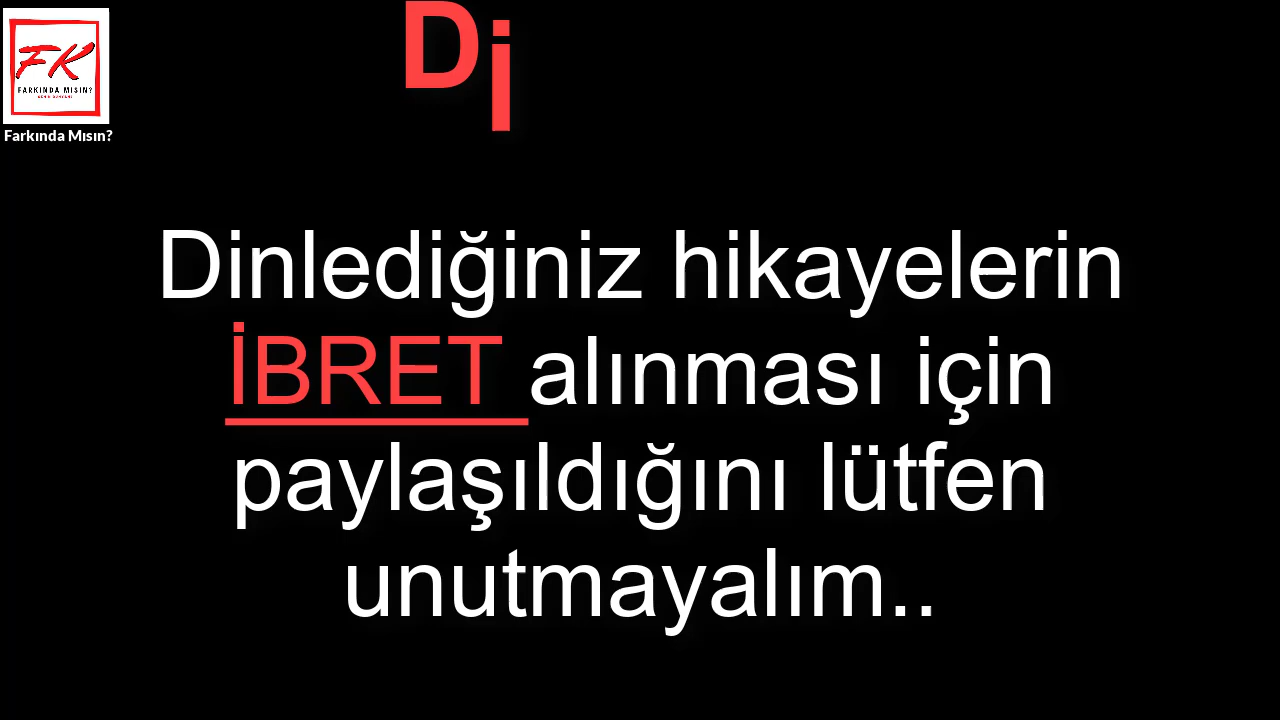 Di
FK
FARKINDA MISIN?
Farkında Mısın?
Dinlediğiniz hikayelerin
İBRET alınması için
paylaşıldığını lütfen
unutmayalım..